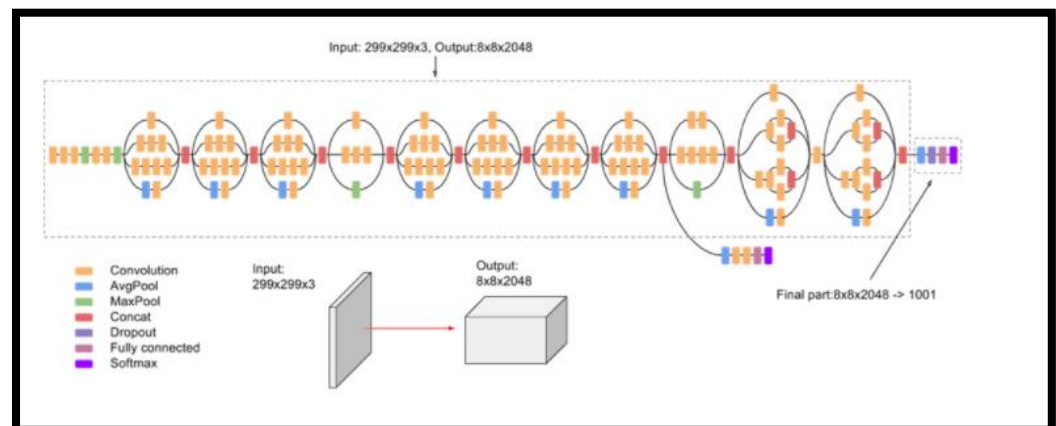 Input: 299x299x3, Output:8x8x2048
Convolution
AvgPool
MaxPool
Concat
Dropout
Fully connected
Softmax
Input:
299x299x3
Output:
8x8x2048
Final part:8x8x2048 -> 1001